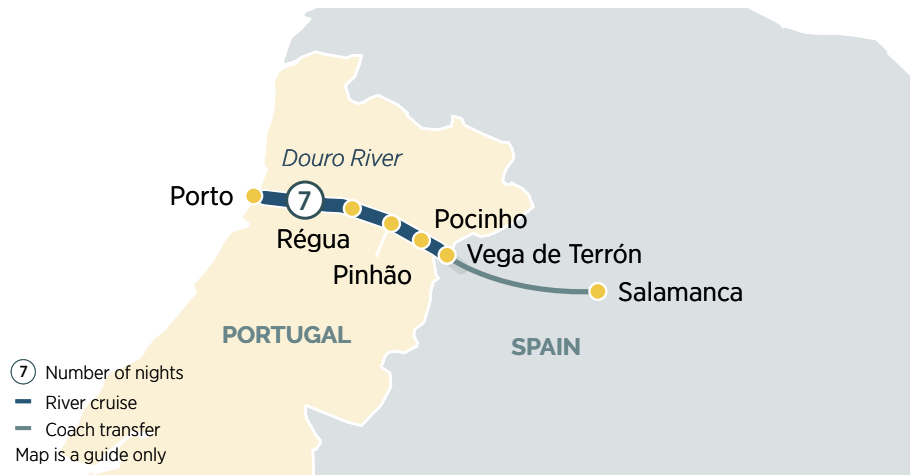 Douro River
Porto
7
Pocinho
Régua
Vega de Terrón
Pinhão
Salamanca
PORTUGAL
SPAIN
7 Number of nights
River cruise
Coach transfer
Map is a guide only